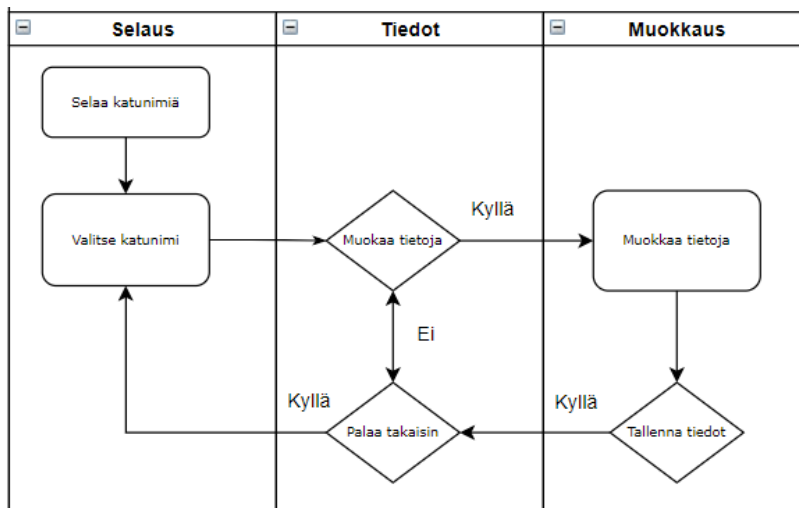 Selaus
Tiedot
Muokkaus
Selaa katunimiä
Valitse katunimi
Muokaa tietoja
Kyllä
Muokkaa tietoja
Ei
Kyllä
Palaa takaisin
Kyllä
Tallenna tiedot